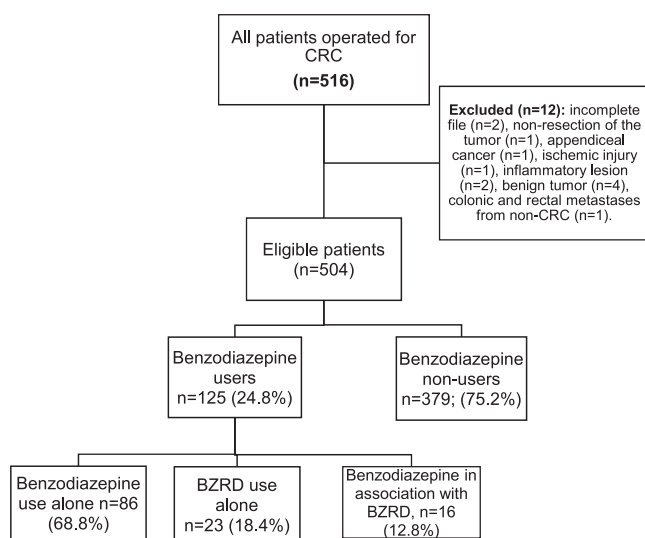 All patients operated for
CRC
(n=516)
Excluded (n=12): incomplete
file (n=2), non-resection of the
tumor (n=1), appendiceal
cancer (n=1), ischemic injury
(n=1), inflammatory lesion
(n=2), benign tumor (n=4),
colonic and rectal metastases
from non-CRC (n=1).
Eligible patients
(n=504)
Benzodiazepine
users
n=125 (24.8%)
Benzodiazepine
non-users
n=379; (75.2%)
Benzodiazepine
use alone n=86
(68.8%)
BZRD use
alone
n=23 (18.4%)
Benzodiazepine in
association with
BZRD, n=16
(12.8%)